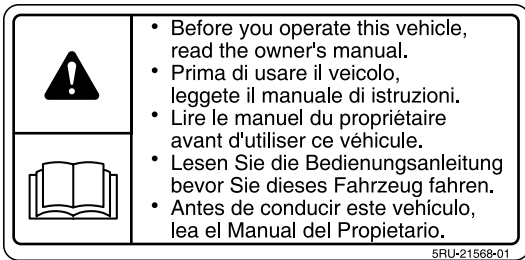 • Before you operate this vehicle,
read the owner's manual.
• Prima di usare il veicolo,
leggete il manuale di istruzioni.
• Lire le manuel du propriétaire
avant d'utiliser ce véhicule.
• Lesen Sie die Bedienungsanleitung
bevor Sie dieses Fahrzeug fahren.
• Antes de conducir este vehículo,
lea el Manual del Propietario.
5RU-21568-01